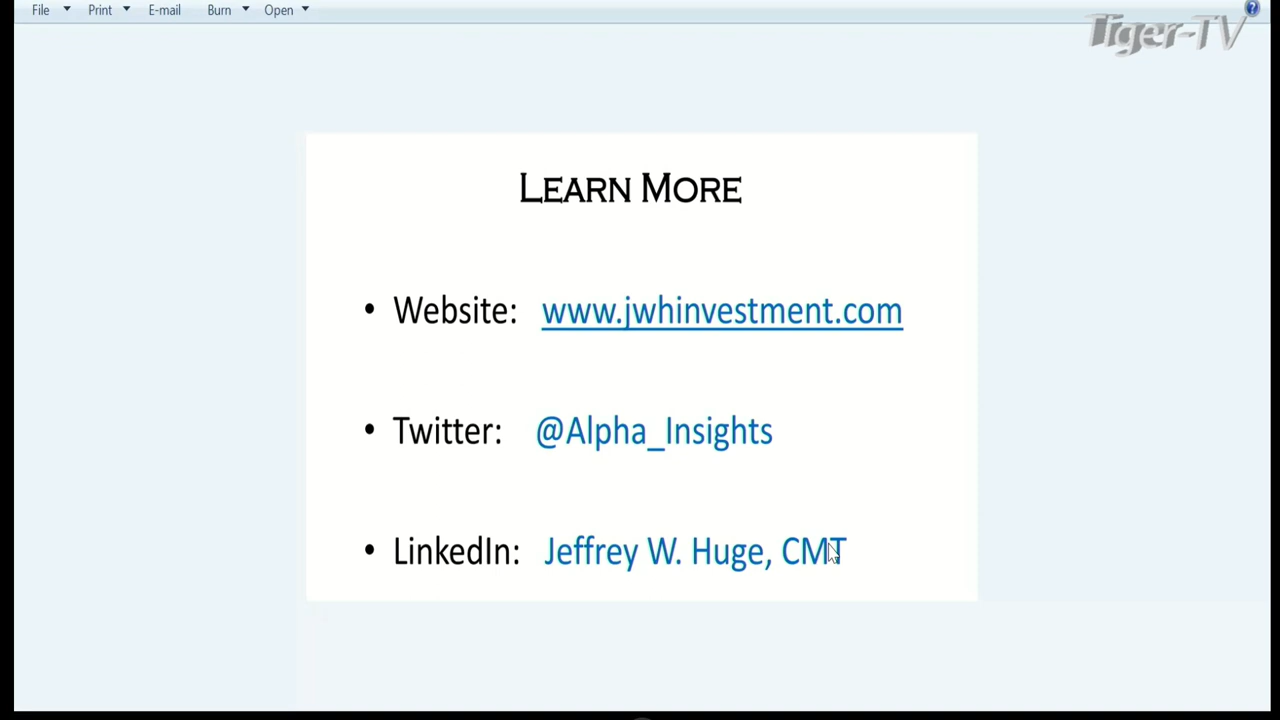 File Print E-mail Burn Open
Tiger-TV
LEARN MORE
• Website: www.jwhinvestment.com
• Twitter: @Alpha_Insights
• LinkedIn: Jeffrey W. Huge, CMT